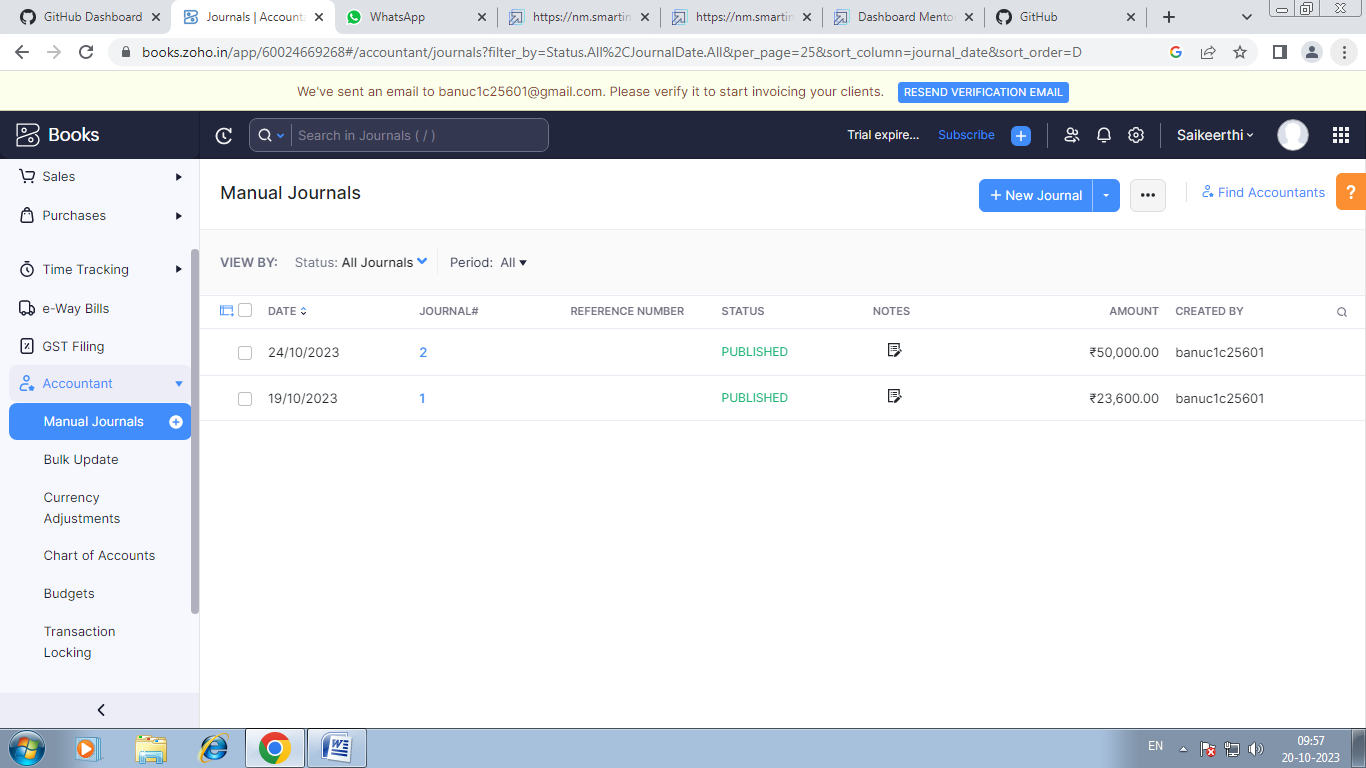 GitHub Dashboard
Journals | Accounta
WhatsApp
https://nm.smartin
https://nm.smartin
Dashboard Mento
GitHub
books.zoho.in/app/60024669268#/accountant/journals?filter_by=Status.All%2CJournalDate.All&per_page=25&sort_column=journal_date&sort_order=D
We've sent an email to banuc1c25601@gmail.com. Please verify it to start invoicing your clients. RESEND VERIFICATION EMAIL
Books
Search in Journals ( / )
Trial expire... Subscribe
Saikeerthi
Sales
Purchases
Time Tracking
e-Way Bills
GST Filing
Accountant
Manual Journals
Bulk Update
Currency
Adjustments
Chart of Accounts
Budgets
Transaction
Locking
Manual Journals
+ New Journal
Find Accountants
?
VIEW BY: Status: All Journals Period: All
DATE JOURNAL# REFERENCE NUMBER STATUS NOTES AMOUNT CREATED BY
24/10/2023 2 PUBLISHED ₹50,000.00 banuc1c25601
19/10/2023 1 PUBLISHED ₹23,600.00 banuc1c25601
EN
09:57
20-10-2023